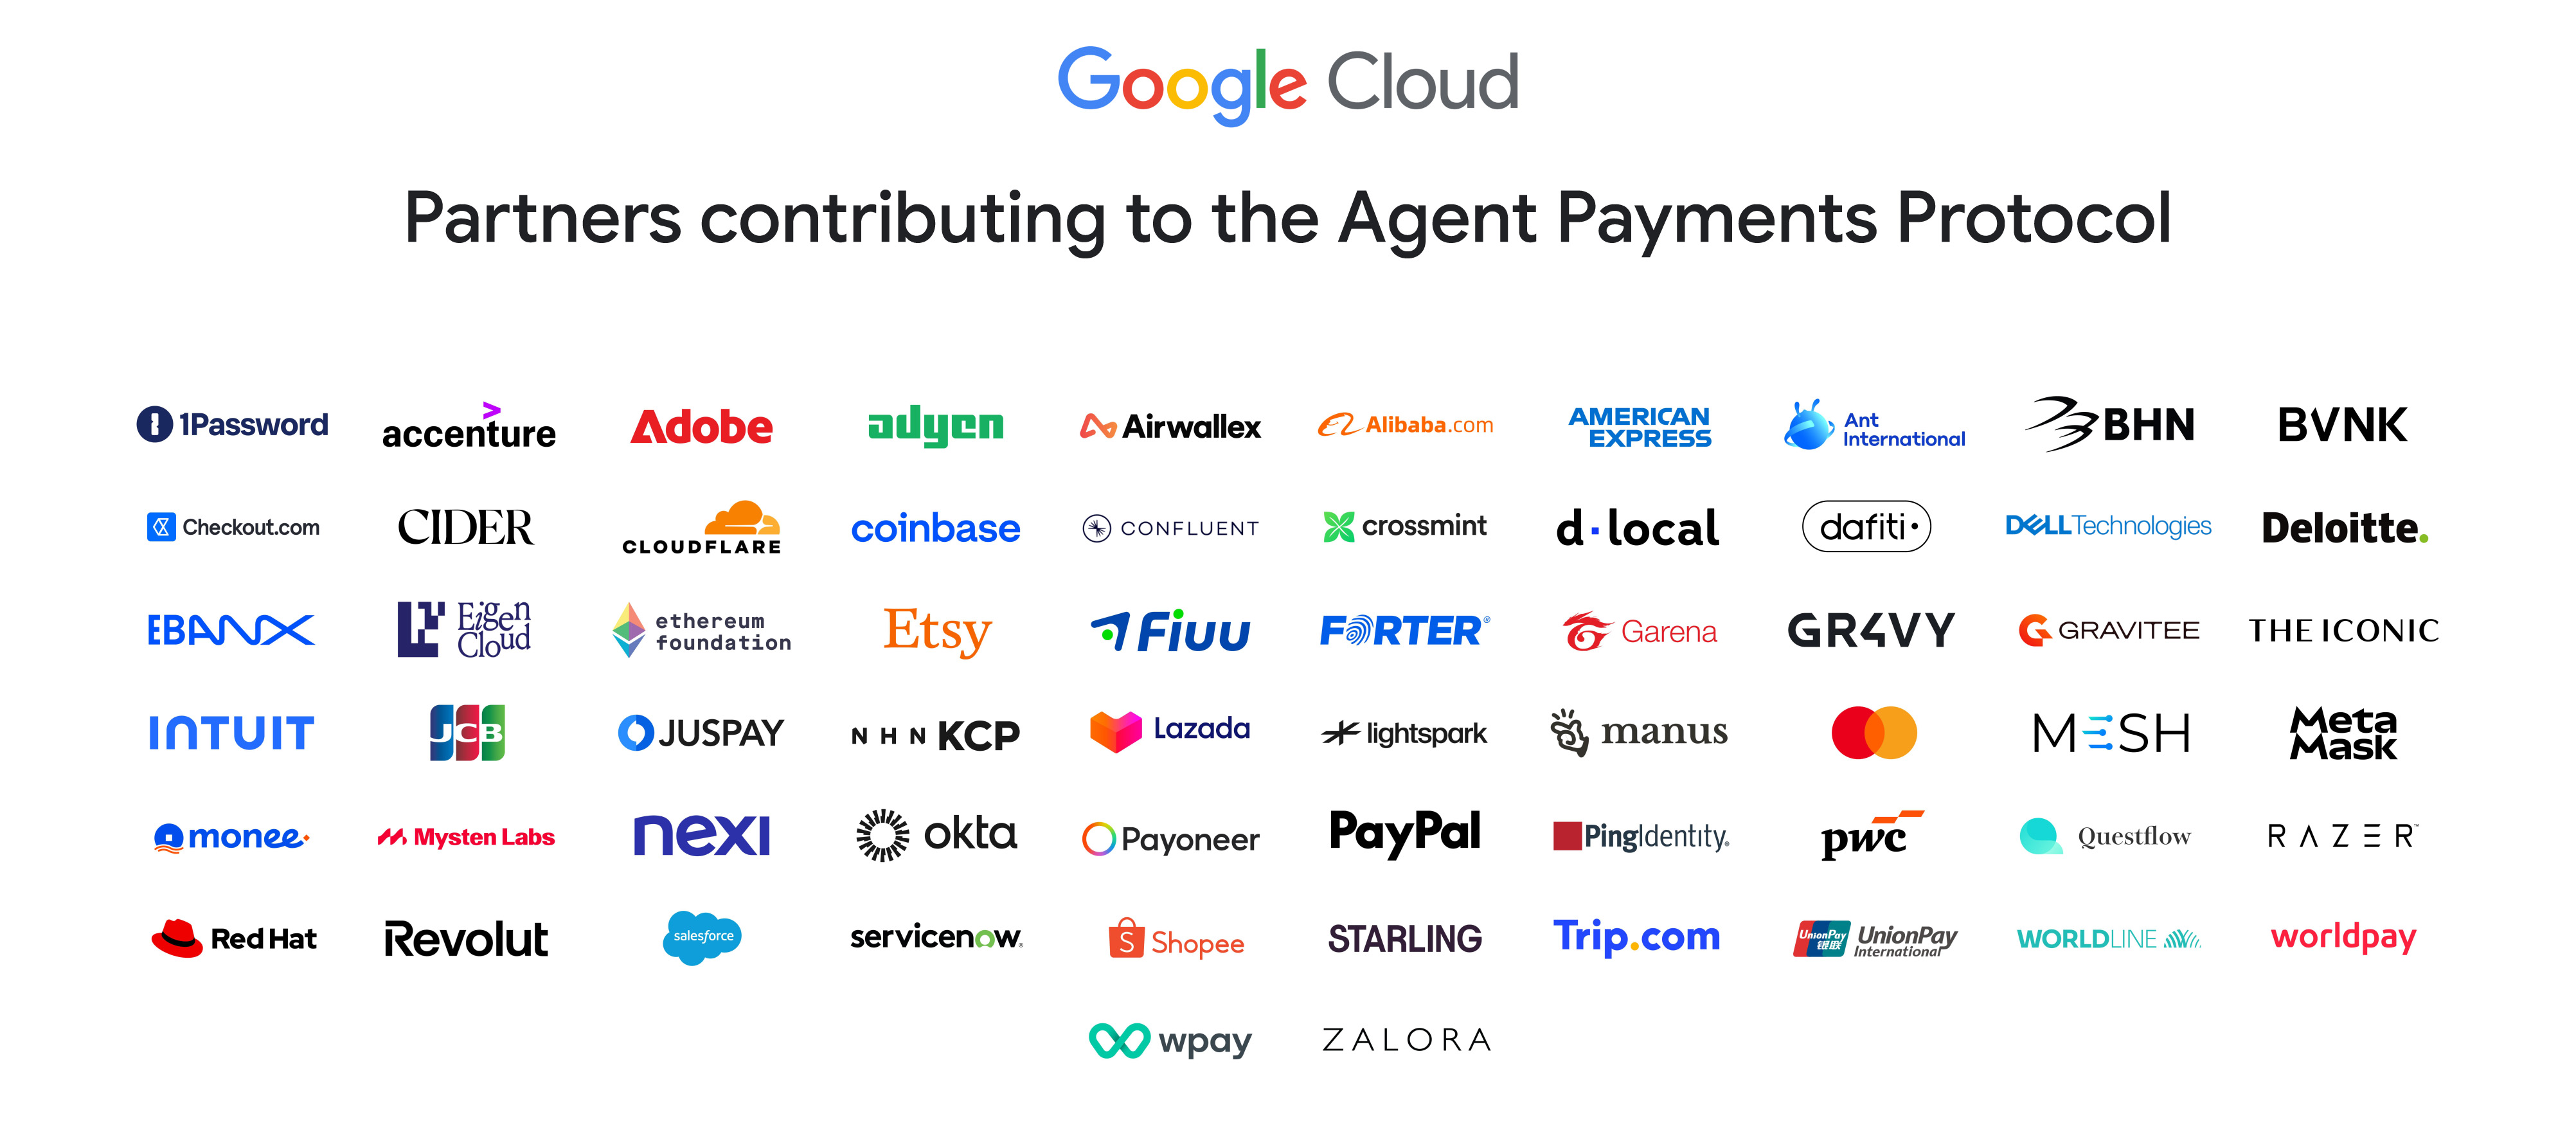 Google Cloud
Partners contributing to the Agent Payments Protocol
1Password accenture Adobe adyen Airwallex Alibaba.com AMERICAN EXPRESS Ant International BHN BVNK
Checkout.com CIDER CLOUDFLARE coinbase CONFLUENT crossmint d·local dafiti· DELLTechnologies Deloitte.
EBANX Eigen Cloud ethereum foundation Etsy Fiuu FORTER® Garena GR4VY GRAVITEE THE ICONIC
INTUIT JCB JUSPAY NHN KCP Lazada lightspark manus MESH Meta Mask
monee Mysten Labs nexi okta Payoneer PayPal PingIdentity® pwc Questflow RAZER™
Red Hat Revolut salesforce servicenow® Shopee STARLING Trip.com UnionPay 银联 UnionPay International WORLDLINE worldpay
wpay ZALORA